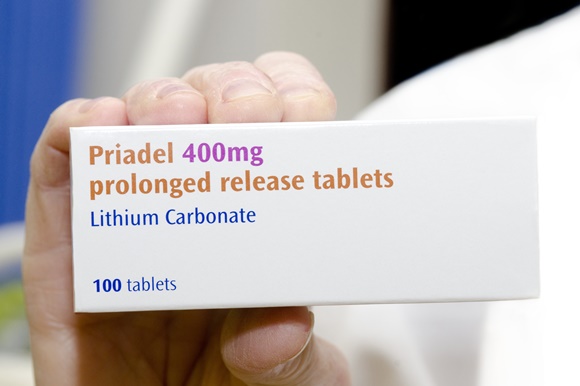 Priadel 400mg
prolonged release tablets
Lithium Carbonate
100 tablets